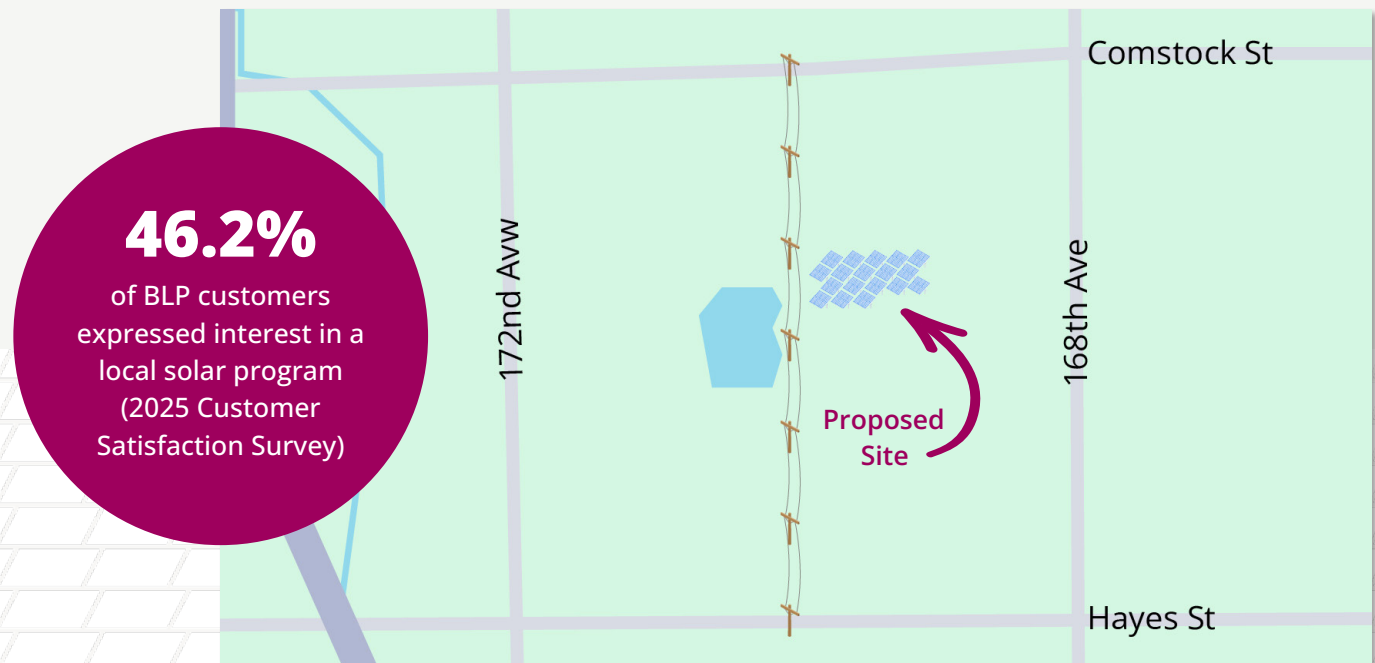 46.2%
of BLP customers
expressed interest in a
local solar program
(2025 Customer
Satisfaction Survey)
Comstock St
172nd Avw
168th Ave
Proposed
Site
Hayes St